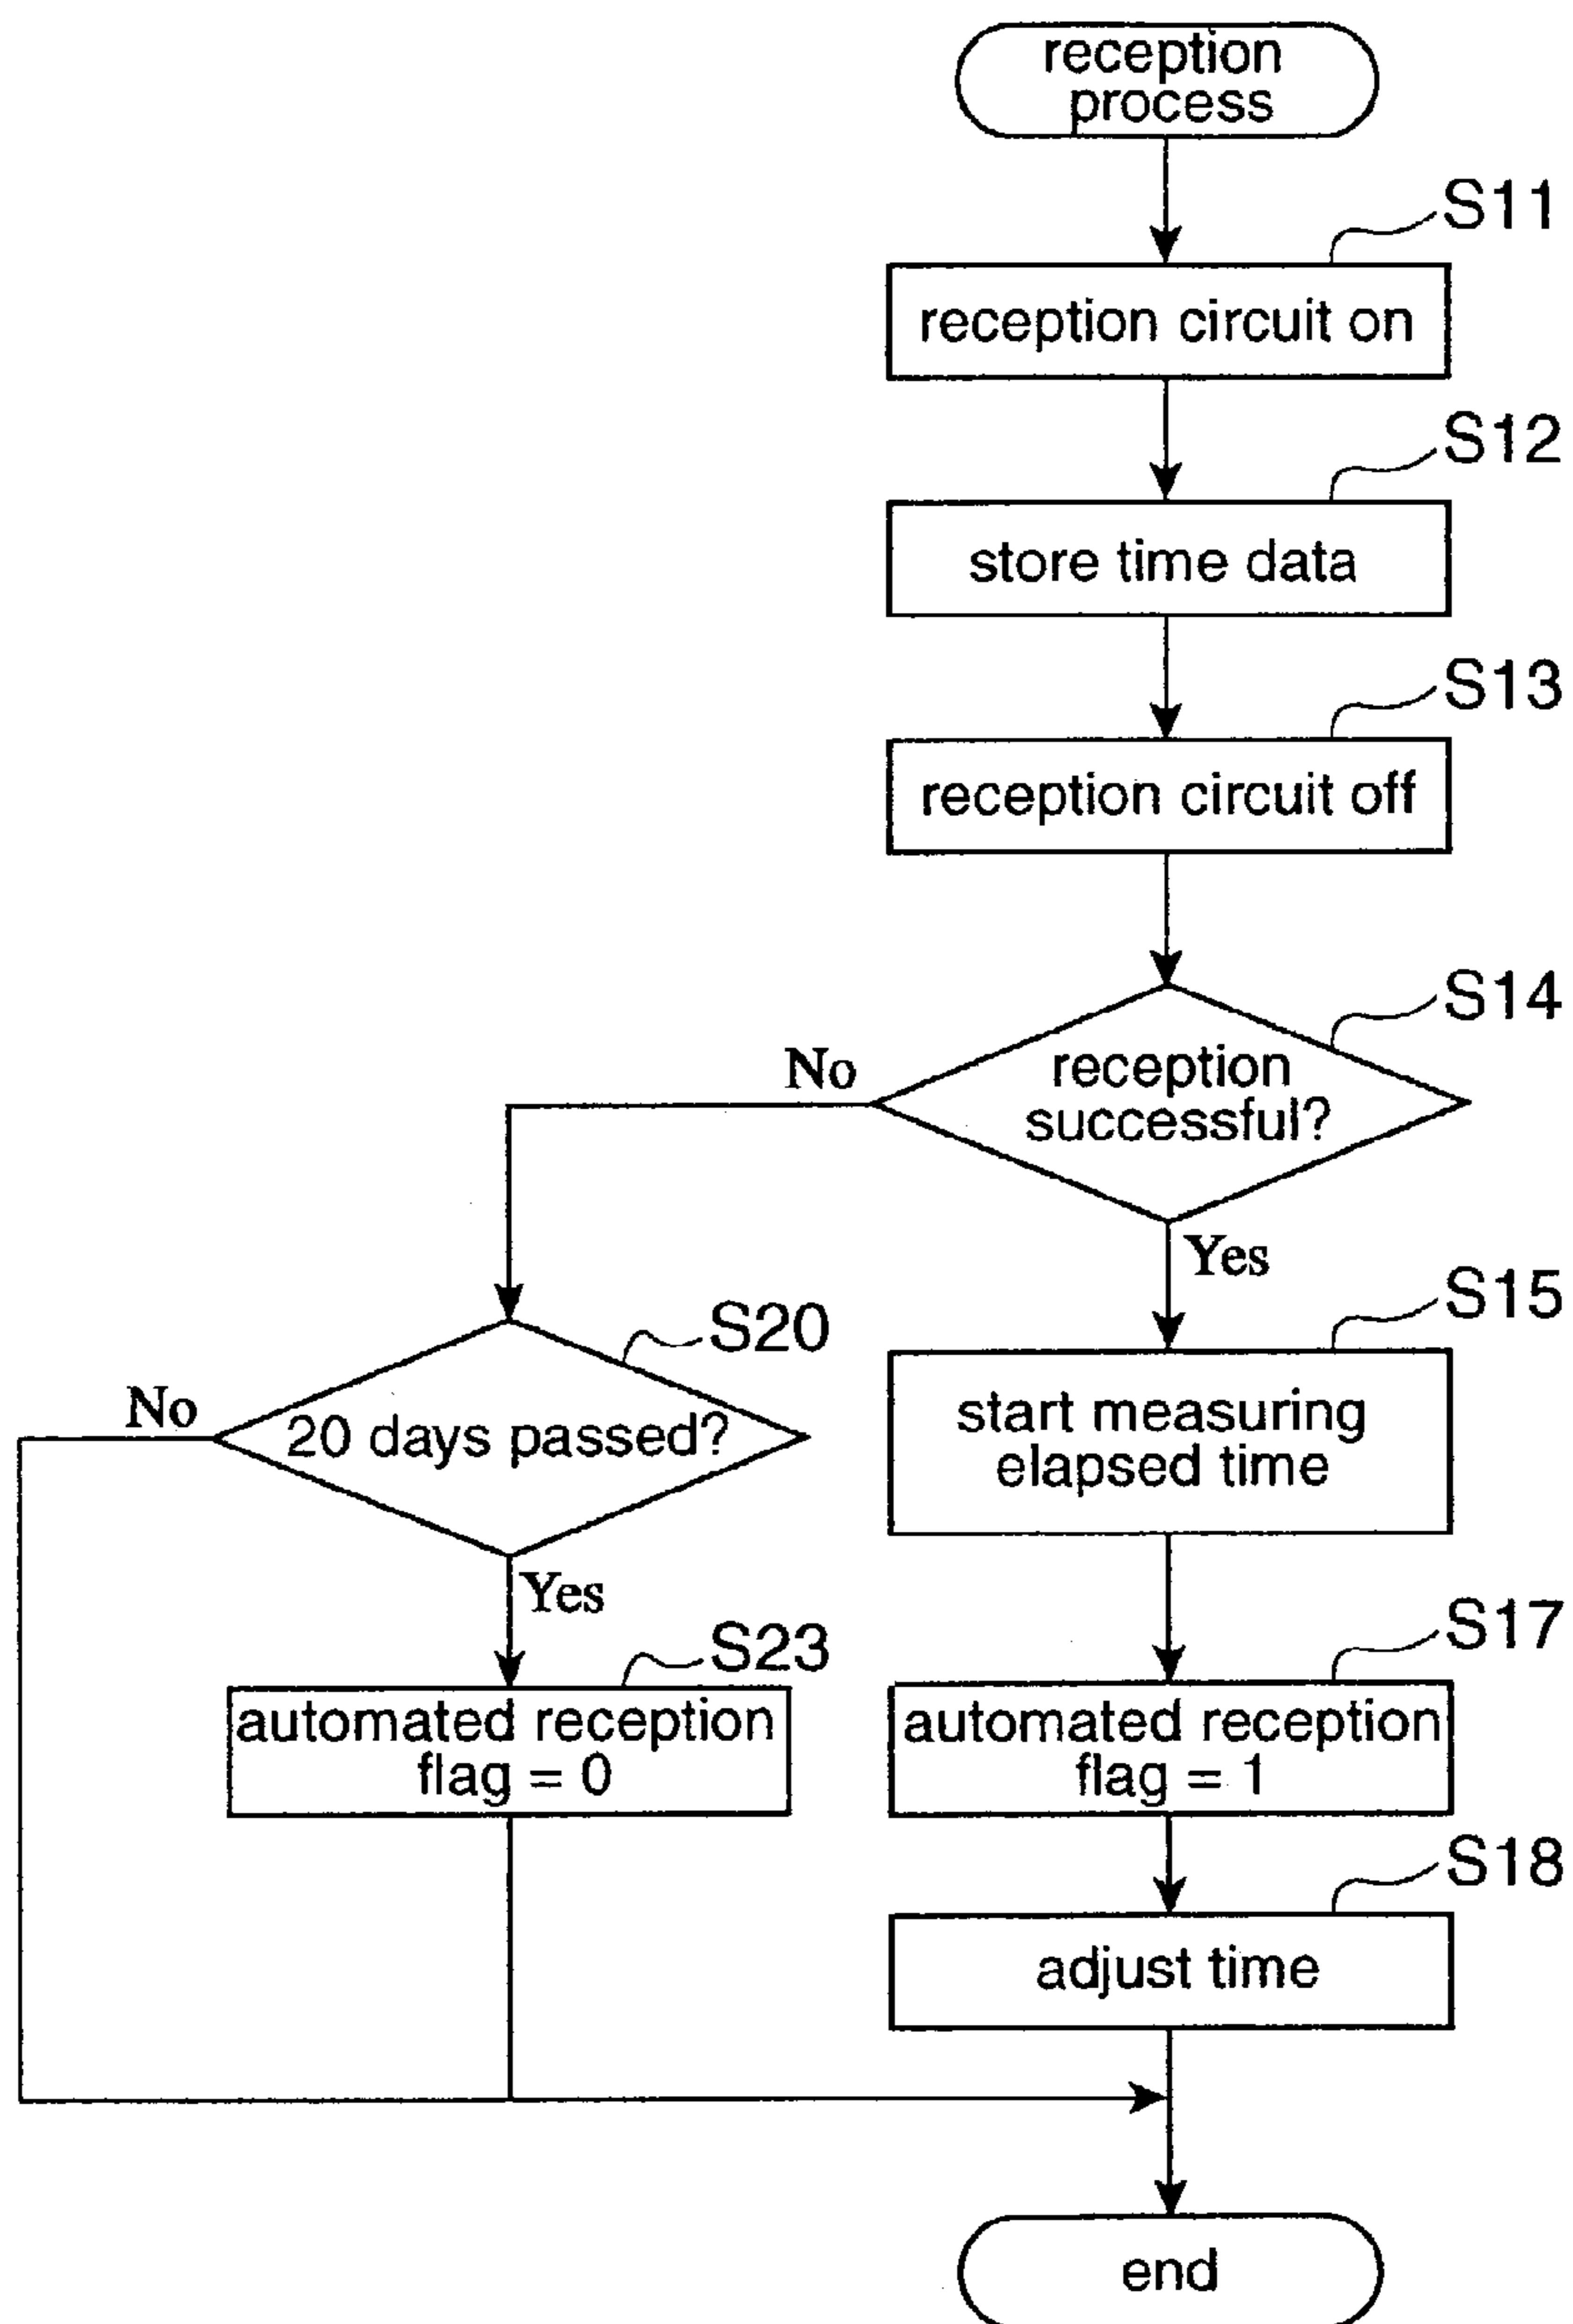 reception
process
S11
reception circuit on
S12
store time data
S13
reception circuit off
S14
No
reception
successful?
Yes
S15
S20
No
20 days passed?
start measuring
elapsed time
Yes
S17
S23
automated reception
flag = 0
automated reception
flag = 1
S18
adjust time
end